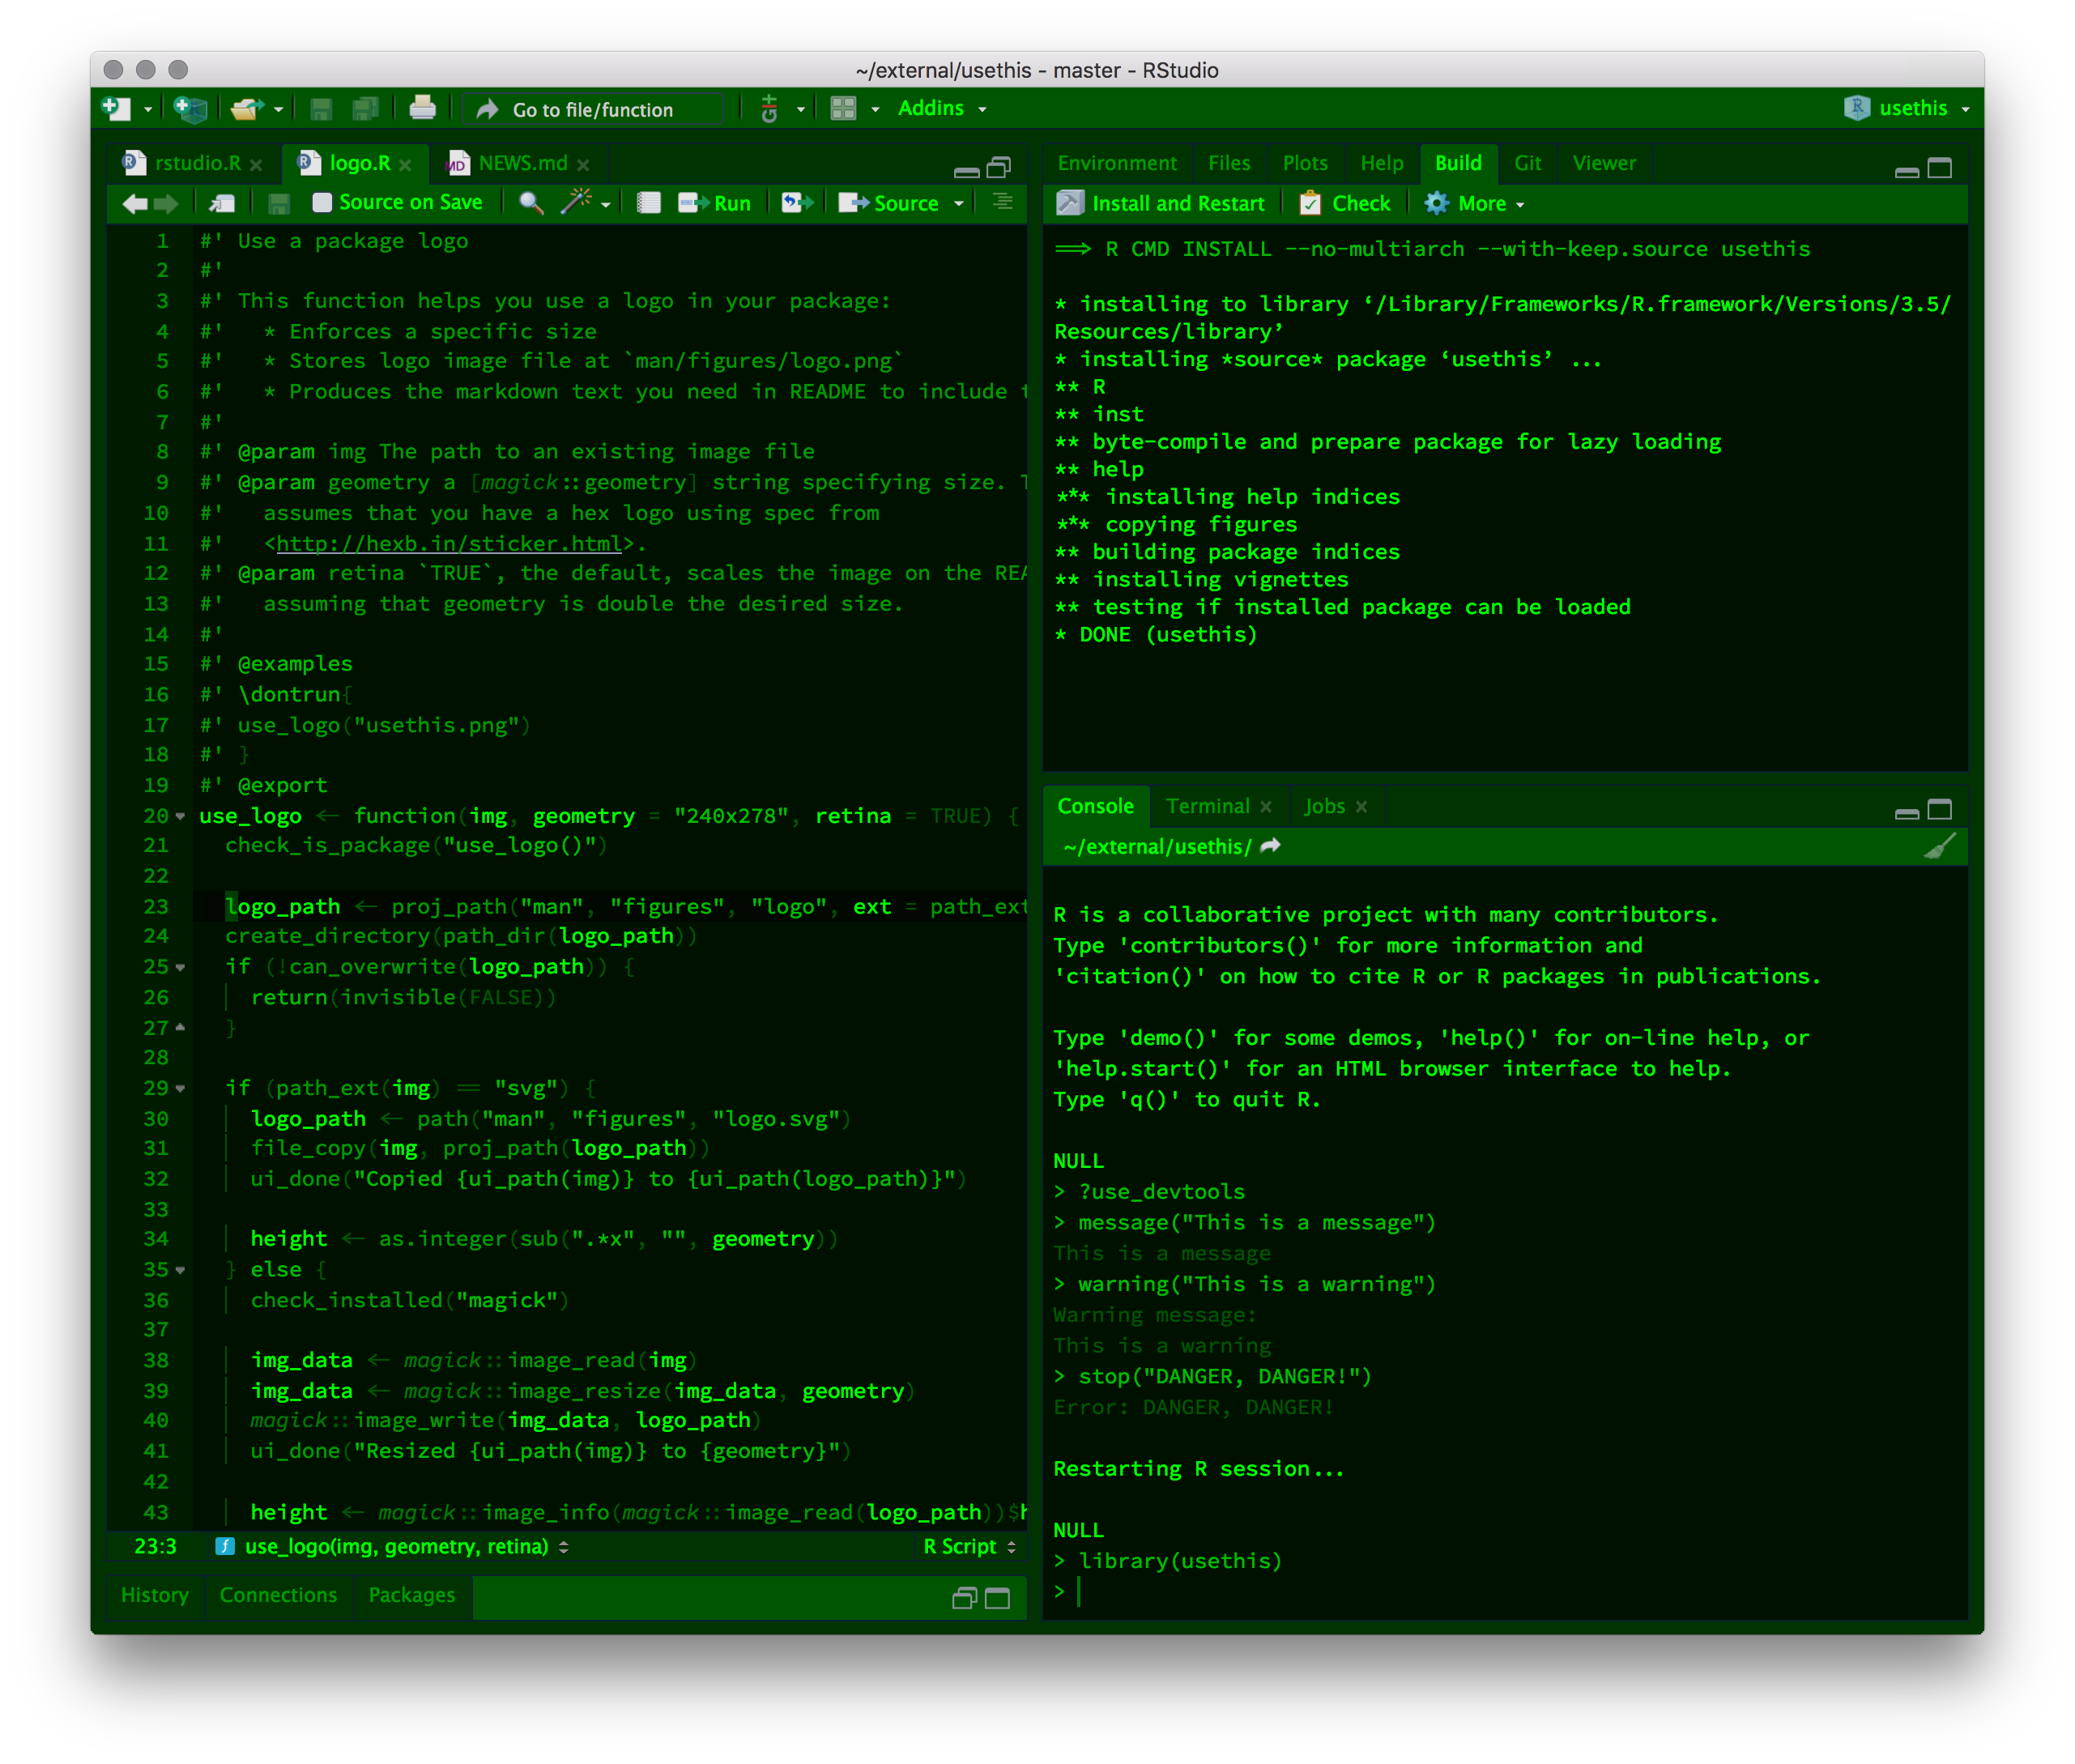 ~/external/usethis - master - RStudio
Go to file/function
Git
Addins
usethis
rstudio.R
logo.R
NEWS.md
Source on Save
Run
Source
1 #' Use a package logo
2 #'
3 #' This function helps you use a logo in your package:
4 #'   * Enforces a specific size
5 #'   * Stores logo image file at `man/figures/logo.png`
6 #'   * Produces the markdown text you need in README to include
7 #'
8 #' @param img The path to an existing image file
9 #' @param geometry a [magick::geometry] string specifying size.
10 #'   assumes that you have a hex logo using spec from
11 #'   <http://hexb.in/sticker.html>.
12 #' @param retina `TRUE`, the default, scales the image on the REA
13 #'   assuming that geometry is double the desired size.
14 #'
15 #' @examples
16 #' \dontrun{
17 #' use_logo("usethis.png")
18 #' }
19 #' @export
20 use_logo <- function(img, geometry = "240x278", retina = TRUE) {
21   check_is_package("use_logo()")
22
23   logo_path <- proj_path("man", "figures", "logo", ext = path_ext
24   create_directory(path_dir(logo_path))
25   if (!can_overwrite(logo_path)) {
26     return(invisible(FALSE))
27   }
28
29   if (path_ext(img) == "svg") {
30     logo_path <- path("man", "figures", "logo.svg")
31     file_copy(img, proj_path(logo_path))
32     ui_done("Copied {ui_path(img)} to {ui_path(logo_path)}")
33
34     height <- as.integer(sub(".*x", "", geometry))
35   } else {
36     check_installed("magick")
37
38     img_data <- magick::image_read(img)
39     img_data <- magick::image_resize(img_data, geometry)
40     magick::image_write(img_data, logo_path)
41     ui_done("Resized {ui_path(img)} to {geometry}")
42
43     height <- magick::image_info(magick::image_read(logo_path))$h
23:3 use_logo(img, geometry, retina) R Script
History Connections Packages
Environment Files Plots Help Build Git Viewer
Install and Restart Check More
==> R CMD INSTALL --no-multiarch --with-keep.source usethis
* installing to library ‘/Library/Frameworks/R.framework/Versions/3.5/
Resources/library’
* installing *source* package ‘usethis’ ...
** R
** inst
** byte-compile and prepare package for lazy loading
** help
*** installing help indices
*** copying figures
** building package indices
** installing vignettes
** testing if installed package can be loaded
* DONE (usethis)
Console Terminal Jobs
~/external/usethis/
R is a collaborative project with many contributors.
Type 'contributors()' for more information and
'citation()' on how to cite R or R packages in publications.
Type 'demo()' for some demos, 'help()' for on-line help, or
'help.start()' for an HTML browser interface to help.
Type 'q()' to quit R.
NULL
> ?use_devtools
> message("This is a message")
This is a message
> warning("This is a warning")
Warning message:
This is a warning
> stop("DANGER, DANGER!")
Error: DANGER, DANGER!
Restarting R session...
NULL
> library(usethis)
>